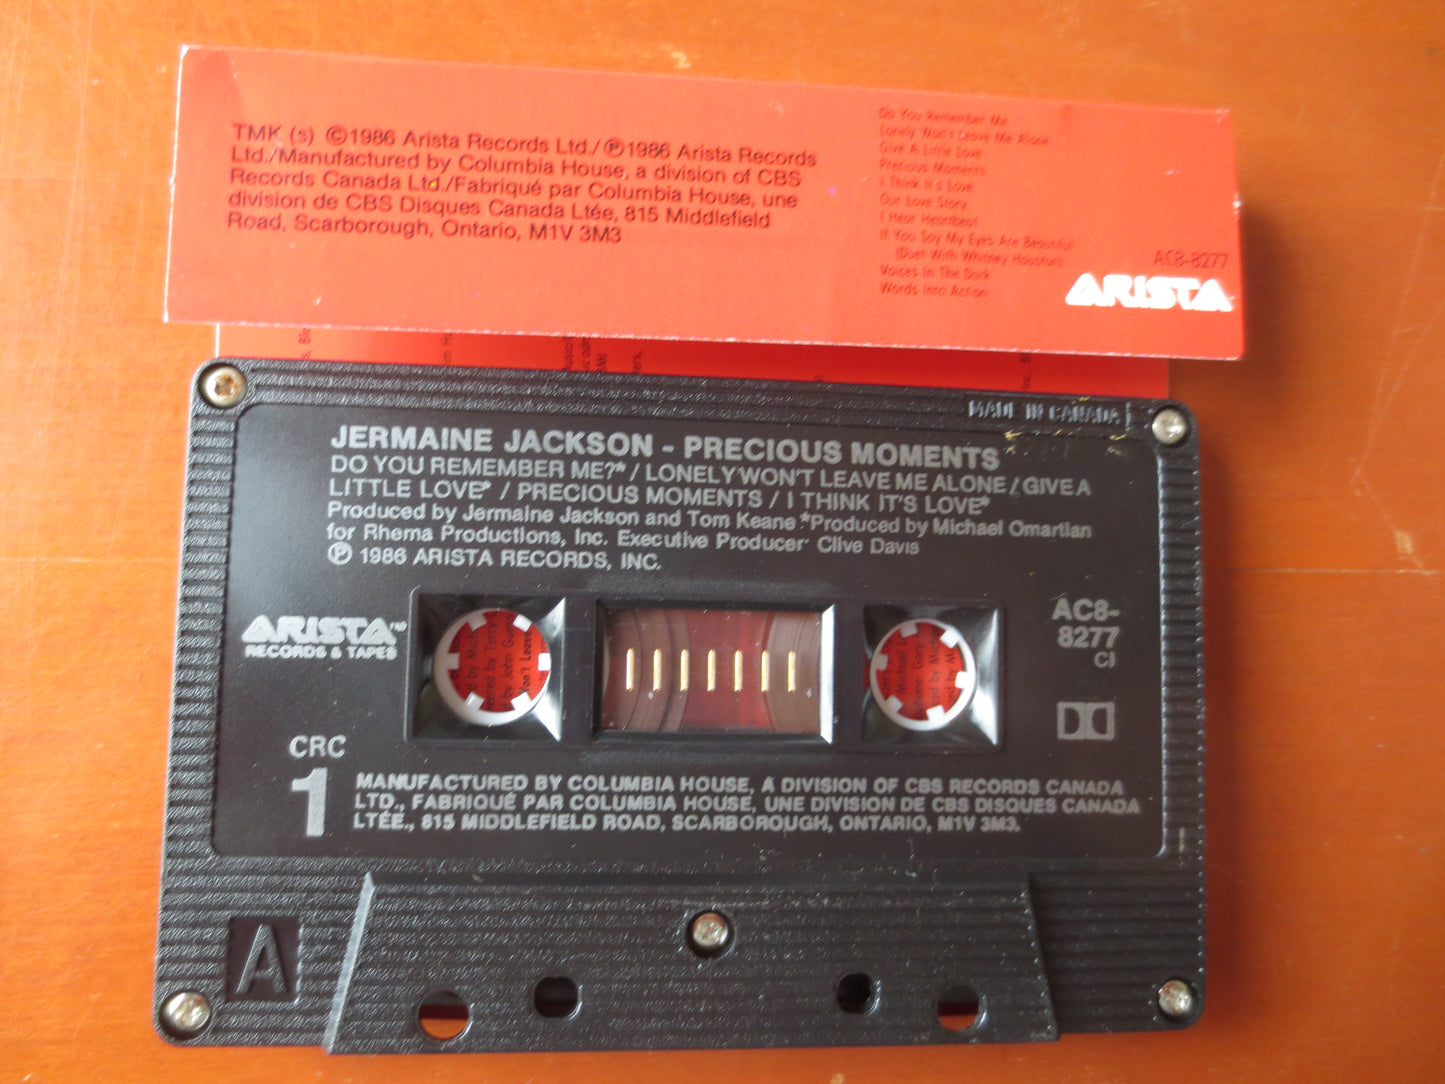 TMK (s) ©1986 Arista Records Ltd./℗1986 Arista Records
Ltd./Manufactured by Columbia House, a division of CBS
Records Canada Ltd./Fabriqué par Columbia House, une
division de CBS Disques Canada Ltée, 815 Middlefield
Road, Scarborough, Ontario, M1V 3M3
Do You Remember Me
Lonely Won't Leave Me Alone
Give A Little Love
Precious Moments
I Think It's Love
Our Love Story
I Hear Heartbeat
If You Say My Eyes Are Beautiful
(Duet With Whitney Houston)
Voices In The Dark
Words Into Action
AC8-8277
ARISTA
MADE IN CANADA
JERMAINE JACKSON - PRECIOUS MOMENTS
DO YOU REMEMBER ME?* / LONELY WON'T LEAVE ME ALONE / GIVE A
LITTLE LOVE* / PRECIOUS MOMENTS / I THINK IT'S LOVE*
Produced by Jermaine Jackson and Tom Keane *Produced by Michael Omartian
for Rhema Productions, Inc. Executive Producer: Clive Davis
℗ 1986 ARISTA RECORDS, INC.
ARISTA™
RECORDS & TAPES
AC8-
8277
CI
CRC
1
MANUFACTURED BY COLUMBIA HOUSE, A DIVISION OF CBS RECORDS CANADA
LTD., FABRIQUÉ PAR COLUMBIA HOUSE, UNE DIVISION DE CBS DISQUES CANADA
LTÉE., 815 MIDDLEFIELD ROAD, SCARBOROUGH, ONTARIO, M1V 3M3.
A